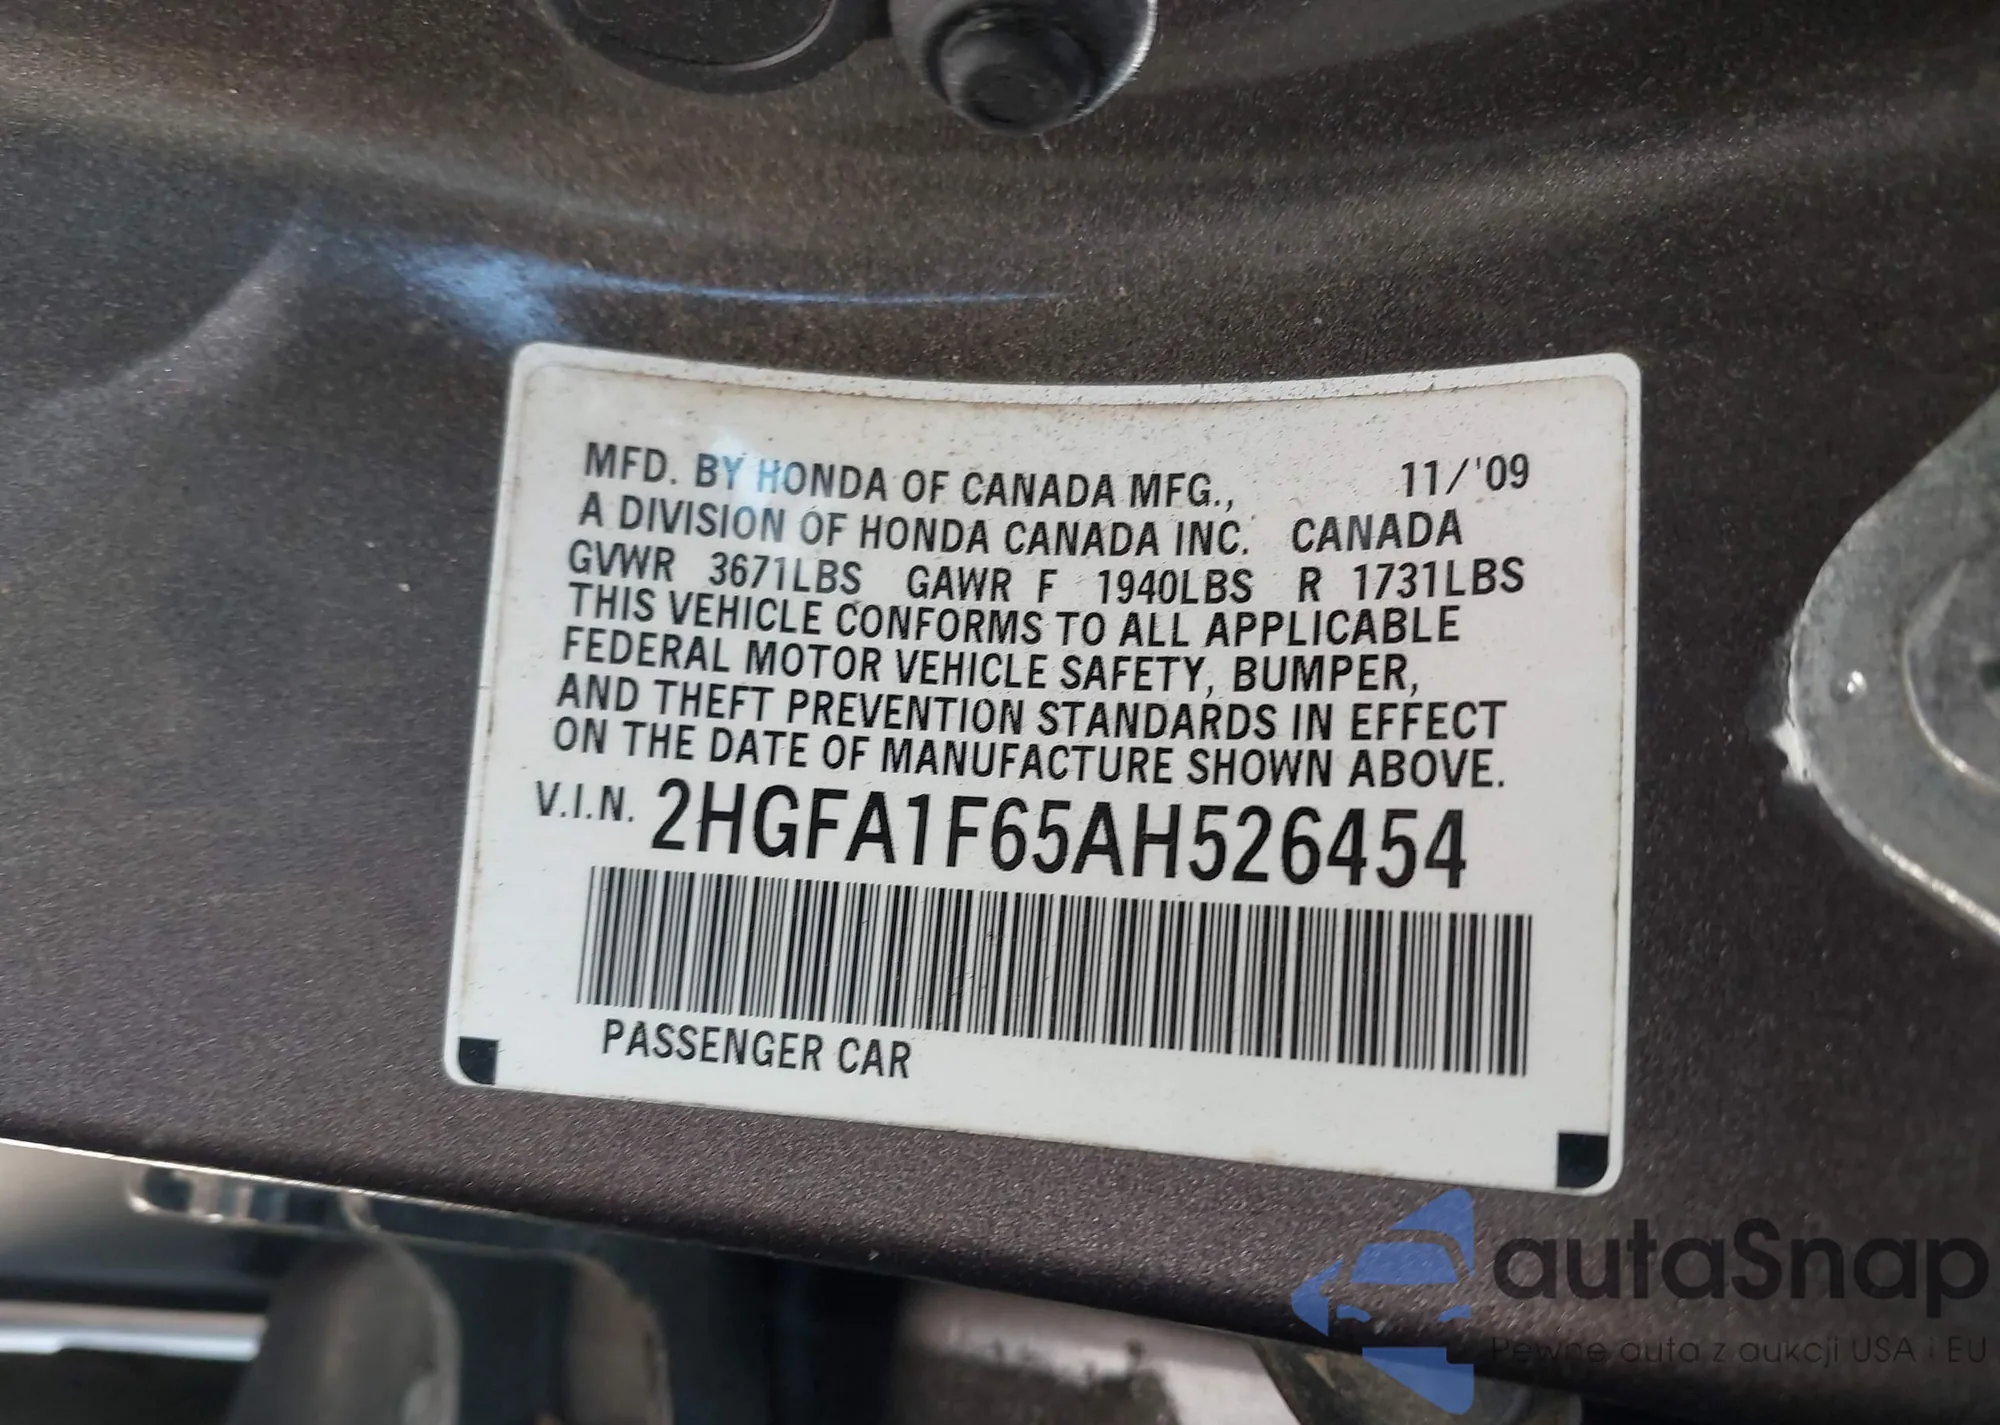 MFD. BY HONDA OF CANADA MFG., 11/'09
A DIVISION OF HONDA CANADA INC. CANADA
GVWR 3671LBS GAWR F 1940LBS R 1731LBS
THIS VEHICLE CONFORMS TO ALL APPLICABLE
FEDERAL MOTOR VEHICLE SAFETY, BUMPER,
AND THEFT PREVENTION STANDARDS IN EFFECT
ON THE DATE OF MANUFACTURE SHOWN ABOVE.
V.I.N. 2HGFA1F65AH526454
PASSENGER CAR
autaSnap
Pewne auta z aukcji USA i EU